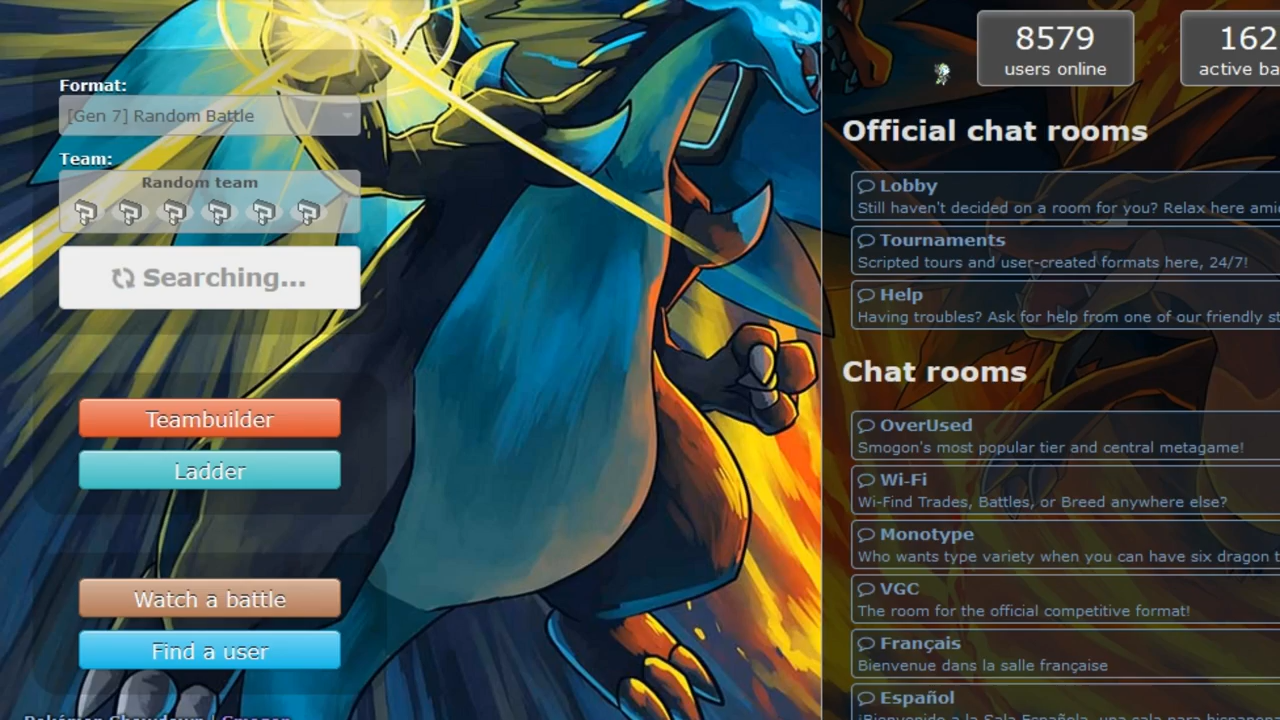 Format:
[Gen 7] Random Battle
Team:
Random team
Searching...
Teambuilder
Ladder
Watch a battle
Find a user
8579
users online
162
active
Official chat rooms
Lobby
Still haven't decided on a room for you? Relax here
Tournaments
Scripted tours and user-created formats here, 24/7!
Help
Having troubles? Ask for help from one of our friendly
Chat rooms
OverUsed
Smogon's most popular tier and central metagame!
Wi-Fi
Wi-Find Trades, Battles, or Breed anywhere else?
Monotype
Who wants type variety when you can have six dragon
VGC
The room for the official competitive format!
Français
Bienvenue dans la salle française
Español